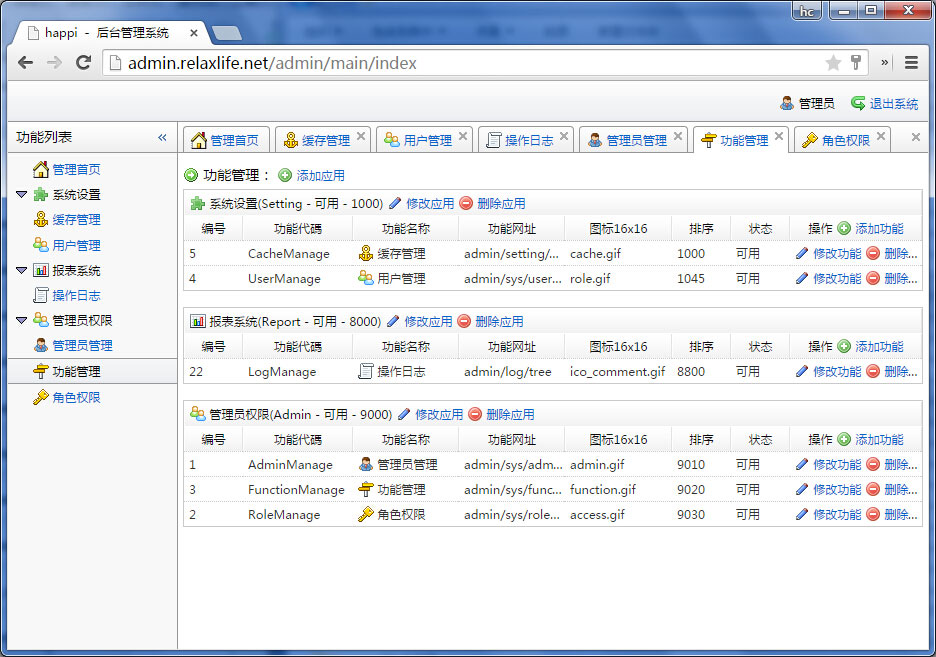 hc
happi - 后台管理系统
admin.relaxlife.net/admin/main/index
管理员 退出系统
功能列表
管理首页 缓存管理 用户管理 操作日志 管理员管理 功能管理 角色权限
管理首页
系统设置
缓存管理
用户管理
报表系统
操作日志
管理员权限
管理员管理
功能管理
角色权限
功能管理： 添加应用
系统设置(Setting - 可用 - 1000) 修改应用 删除应用
编号 功能代码 功能名称 功能网址 图标16x16 排序 状态 操作 添加功能
5 CacheManage 缓存管理 admin/setting/... cache.gif 1000 可用 修改功能 删除...
4 UserManage 用户管理 admin/sys/user... role.gif 1045 可用 修改功能 删除...
报表系统(Report - 可用 - 8000) 修改应用 删除应用
编号 功能代码 功能名称 功能网址 图标16x16 排序 状态 操作 添加功能
22 LogManage 操作日志 admin/log/tree ico_comment.gif 8800 可用 修改功能 删除...
管理员权限(Admin - 可用 - 9000) 修改应用 删除应用
编号 功能代码 功能名称 功能网址 图标16x16 排序 状态 操作 添加功能
1 AdminManage 管理员管理 admin/sys/adm... admin.gif 9010 可用 修改功能 删除...
3 FunctionManage 功能管理 admin/sys/func... function.gif 9020 可用 修改功能 删除...
2 RoleManage 角色权限 admin/sys/role... access.gif 9030 可用 修改功能 删除...